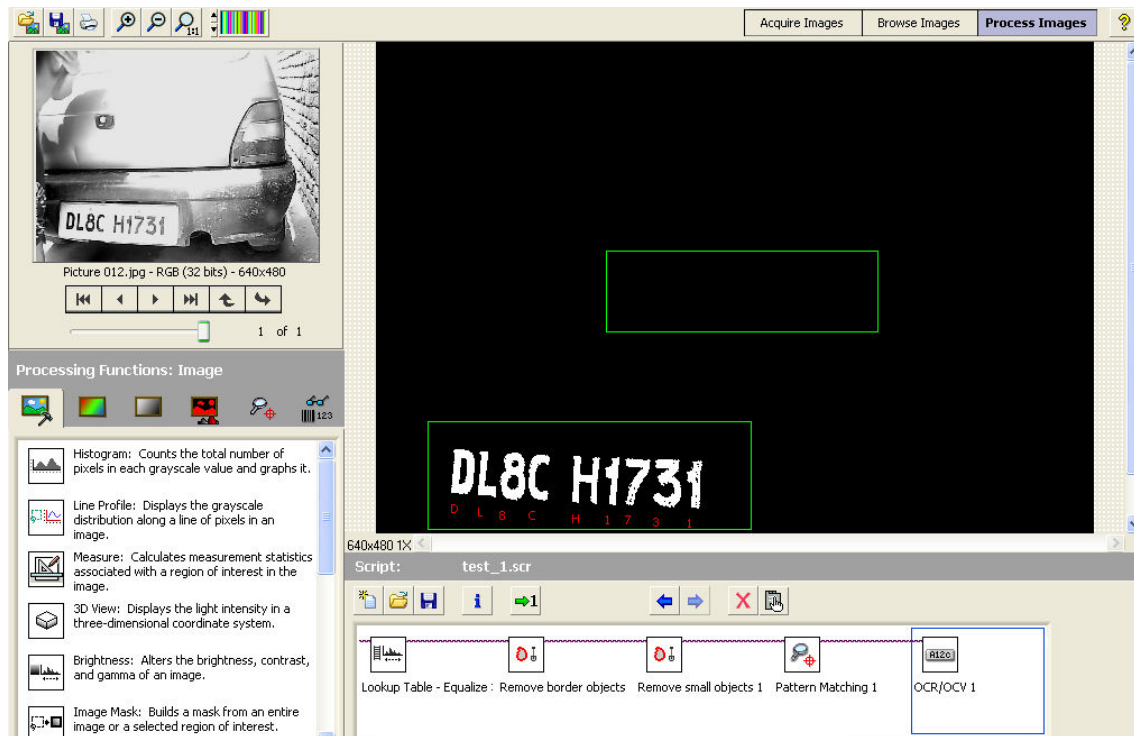 1:1
Acquire Images
Browse Images
Process Images
?
DL8C H1731
Picture 012.jpg - RGB (32 bits) - 640x480
1 of 1
Processing Functions: Image
123
Histogram: Counts the total number of
pixels in each grayscale value and graphs it.
Line Profile: Displays the grayscale
distribution along a line of pixels in an
image.
Measure: Calculates measurement statistics
associated with a region of interest in the
image.
3D View: Displays the light intensity in a
three-dimensional coordinate system.
Brightness: Alters the brightness, contrast,
and gamma of an image.
Image Mask: Builds a mask from an entire
image or a selected region of interest.
DL8C H1731
D L 8 C H 1 7 3 1
640x480 1X
Script: test_1.scr
i
1
A12c
Lookup Table - Equalize :
Remove border objects
Remove small objects 1
Pattern Matching 1
OCR/OCV 1